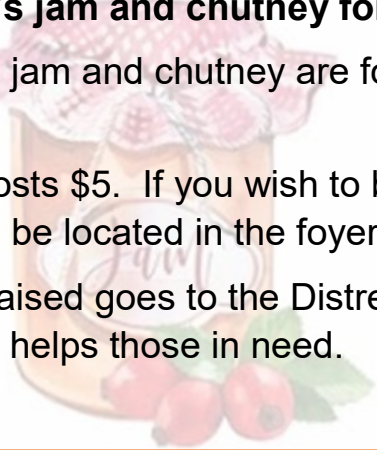 's jam and chutney fo
jam and chutney are fo
osts $5. If you wish to b
be located in the foyer
Jam
aised goes to the Distre
helps those in need.